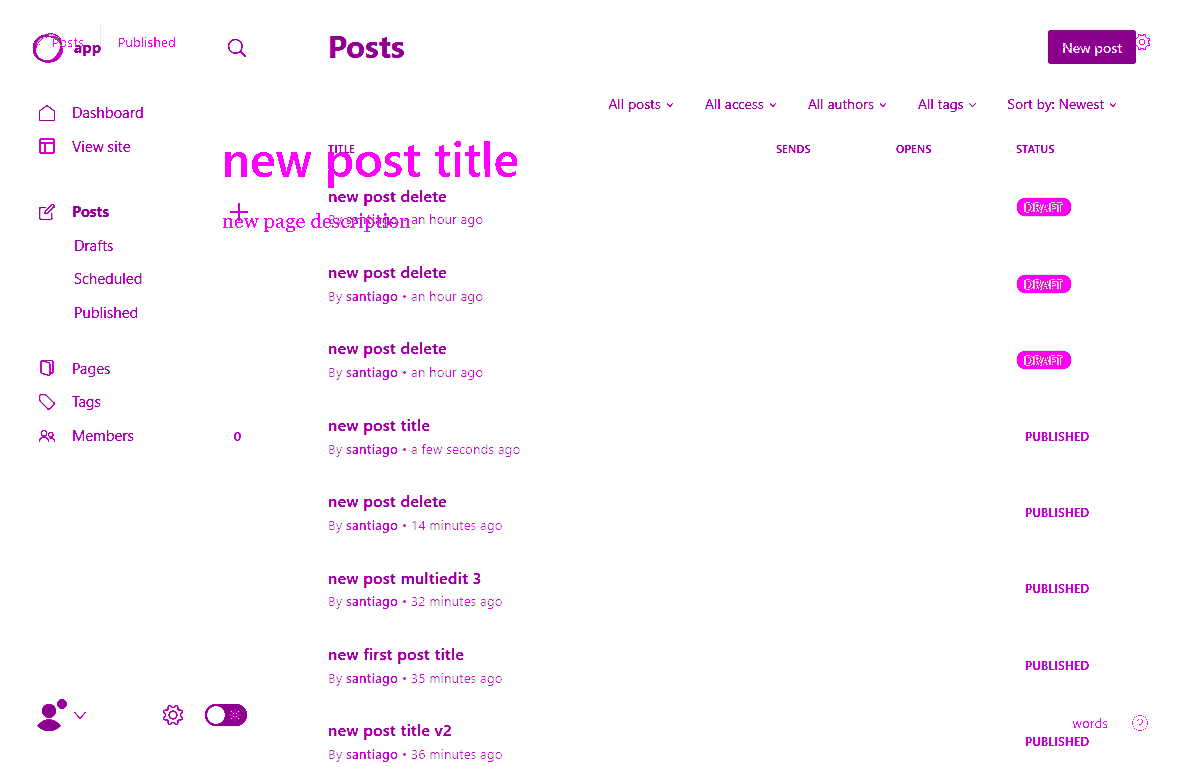 Posts
Published
app
Posts
New post
Dashboard
View site
Posts
Drafts
Scheduled
Published
Pages
Tags
Members 0
All posts All access All authors All tags Sort by: Newest
new post title
new page description
TITLE SENDS OPENS STATUS
new post delete
By santiago • an hour ago
DRAFT
new post delete
By santiago • an hour ago
DRAFT
new post delete
By santiago • an hour ago
DRAFT
new post title
By santiago • a few seconds ago
PUBLISHED
new post delete
By santiago • 14 minutes ago
PUBLISHED
new post multiedit 3
By santiago • 32 minutes ago
PUBLISHED
new first post title
By santiago • 35 minutes ago
PUBLISHED
new post title v2
By santiago • 36 minutes ago
PUBLISHED
words